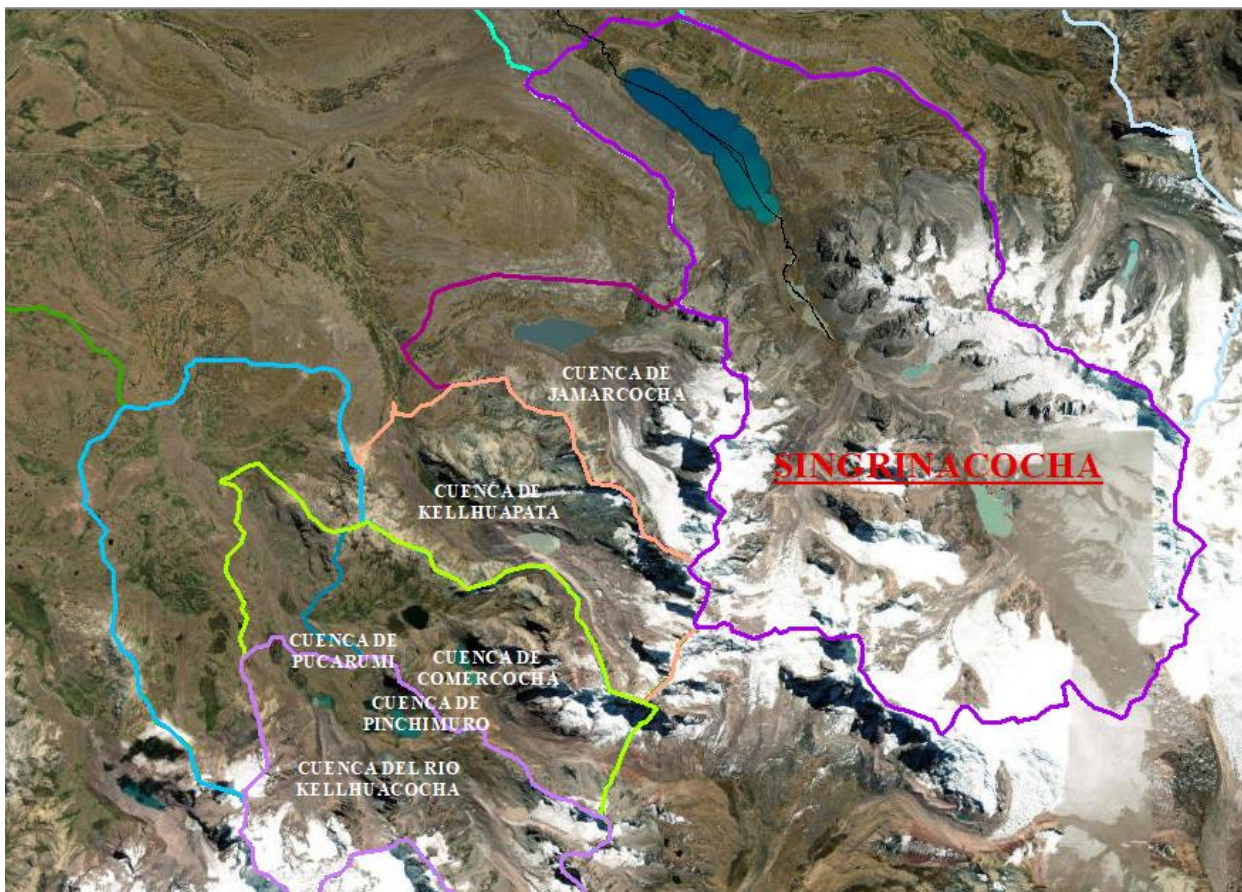 CUENCA DE
JAMARCOCHA
SINGRINACOCHA
CUENCA DE
KELLHUAPATA
CUENCA DE
PUCARUMI
CUENCA DE
COMERCOCHA
CUENCA DE
PINCHIMURO
CUENCA DEL RIO
KELLHUACOCHA